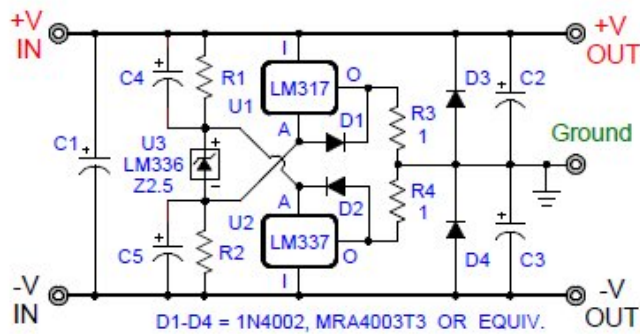 +V
IN
+V
OUT
C4
R1
I
LM317
O
D3
C2
U1
A
D1
R3
1
Ground
C1
U3
LM336
Z2.5
+
-
U2
A
D2
R4
1
C5
R2
LM337
O
I
D4
C3
-V
IN
-V
OUT
D1-D4 = 1N4002, MRA4003T3 OR EQUIV.